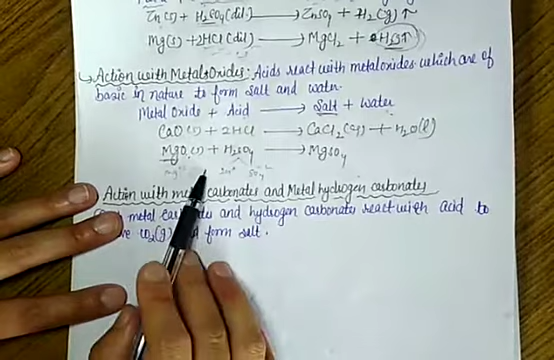 Zn(s) + H₂SO₄(dil) → ZnSO₄ + H₂(g)↑
Mg(s) + 2HCl(dil) → MgCl₂ + H₂↑
Action with Metal Oxides: Acids react with metal oxides which are of
basic in nature to form salt and water.
Metal Oxide + Acid → Salt + Water
CaO(s) + 2HCl → CaCl₂(aq) + H₂O(l)
MgO(s) + H₂SO₄ → MgSO₄
Action with metal carbonates and Metal hydrogen carbonates
metal and hydrogen carbonates react with acid to
CO₂(g) form salt.